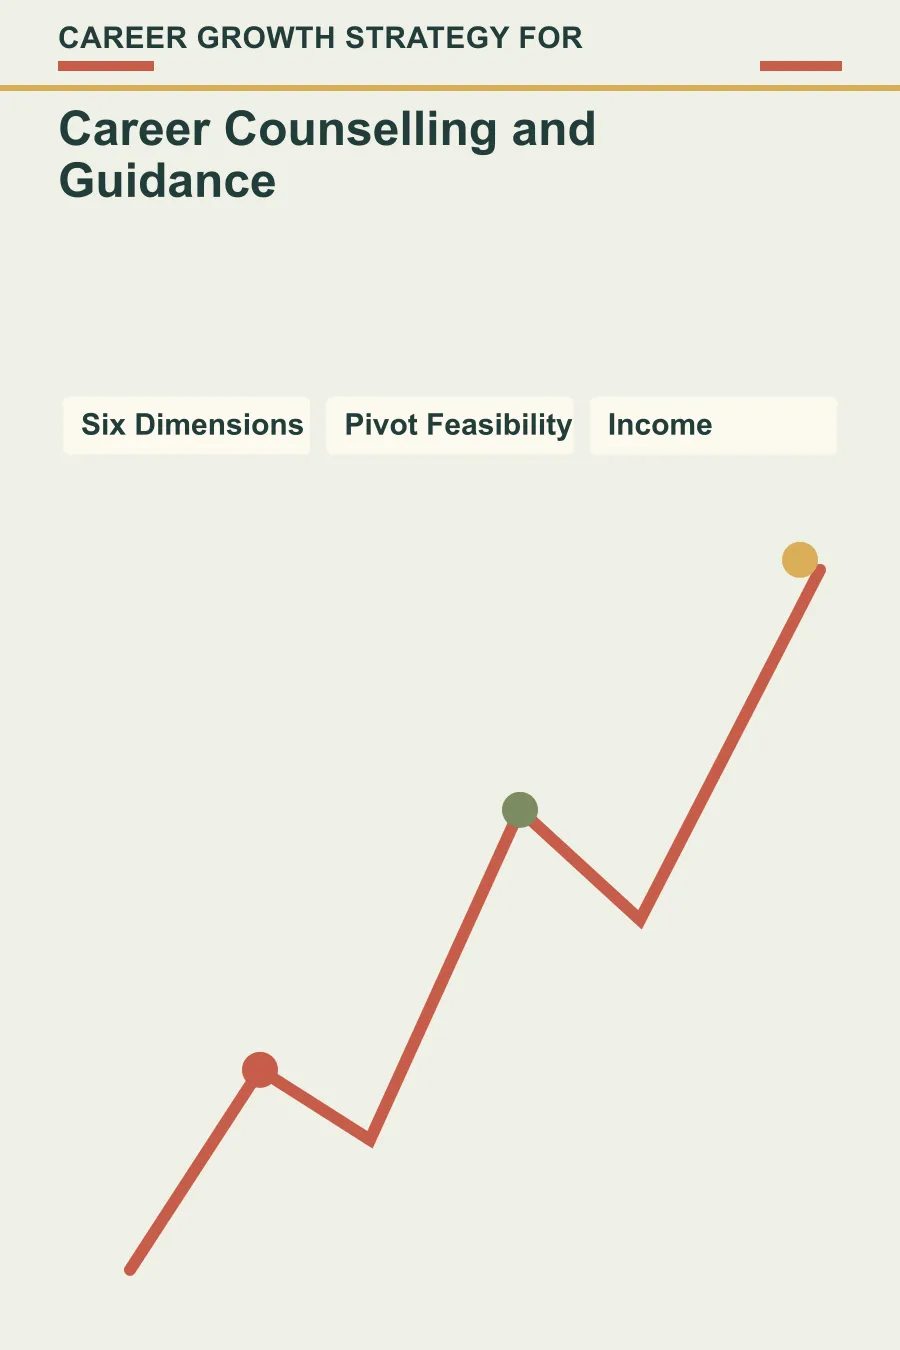 CAREER GROWTH STRATEGY FOR
Career Counselling and
Guidance
Six Dimensions
Pivot Feasibility
Income